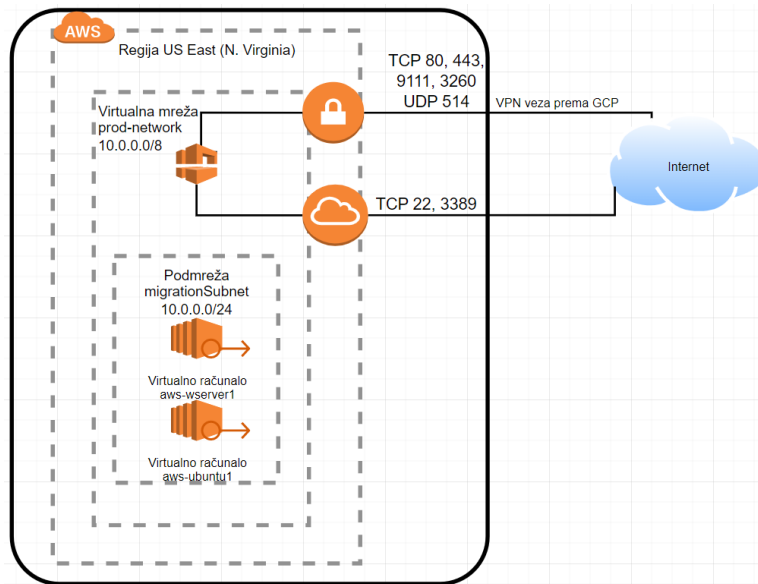 AWS
Regija US East (N. Virginia)
TCP 80, 443,
9111, 3260
UDP 514
VPN veza prema GCP
Virtualna mreža
prod-network
10.0.0.0/8
Internet
TCP 22, 3389
Podmreža
migrationSubnet
10.0.0.0/24
Virtualno računalo
aws-wserver1
Virtualno računalo
aws-ubuntu1